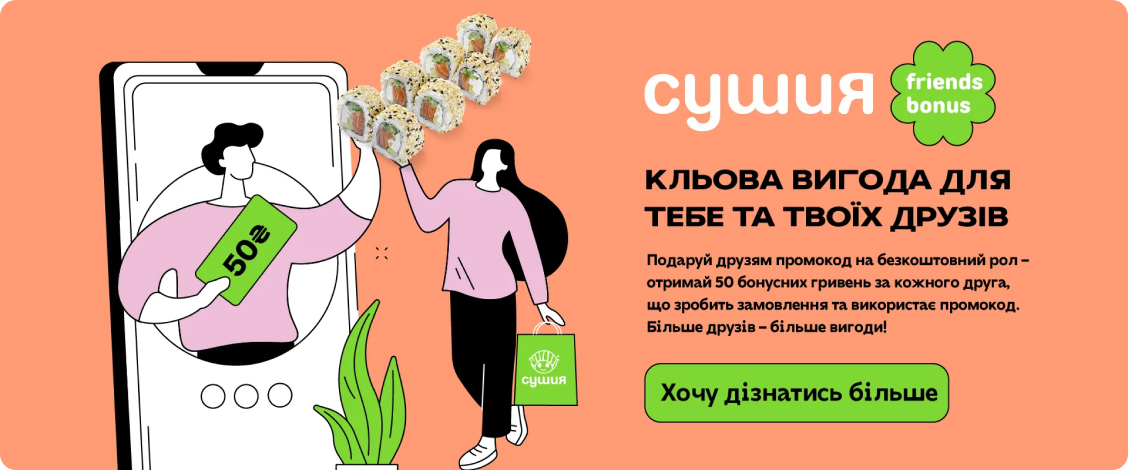 сушия
friends
bonus
КЛЬОВА ВИГОДА ДЛЯ
ТЕБЕ ТА ТВОЇХ ДРУЗІВ
Подаруй друзям промокод на безкоштовний рол –
отримай 50 бонусних гривень за кожного друга,
що зробить замовлення та використає промокод.
Більше друзів – більше вигоди!
Хочу дізнатись більше
50₴
сушия